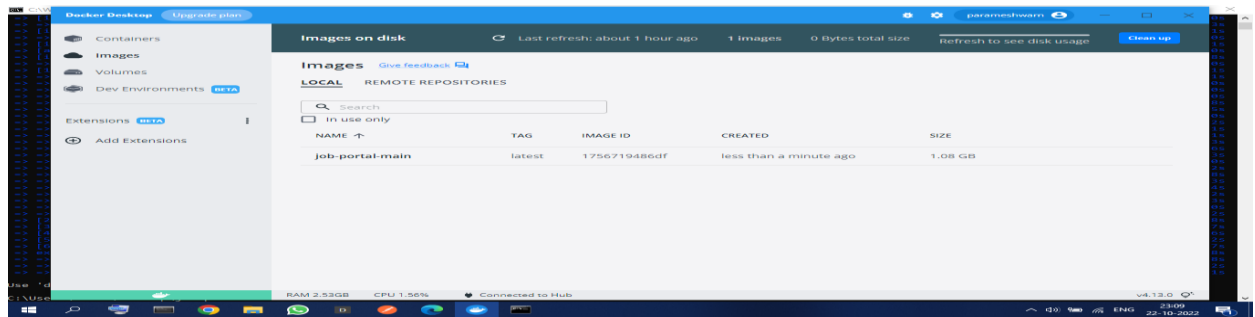 Docker Desktop Upgrade plan parameshwarn
Containers
Images
Volumes
Dev Environments BETA
Extensions BETA
Add Extensions
Images on disk Last refresh: about 1 hour ago 1 images 0 Bytes total size Refresh to see disk usage Clean up
Images Give feedback
LOCAL REMOTE REPOSITORIES
Search
In use only
NAME TAG IMAGE ID CREATED SIZE
job-portal-main latest 1756719486df less than a minute ago 1.08 GB
Use 'd
C:\Use
RAM 2.53GB CPU 1.56% Connected to Hub v4.13.0
ENG 23:09
22-10-2022